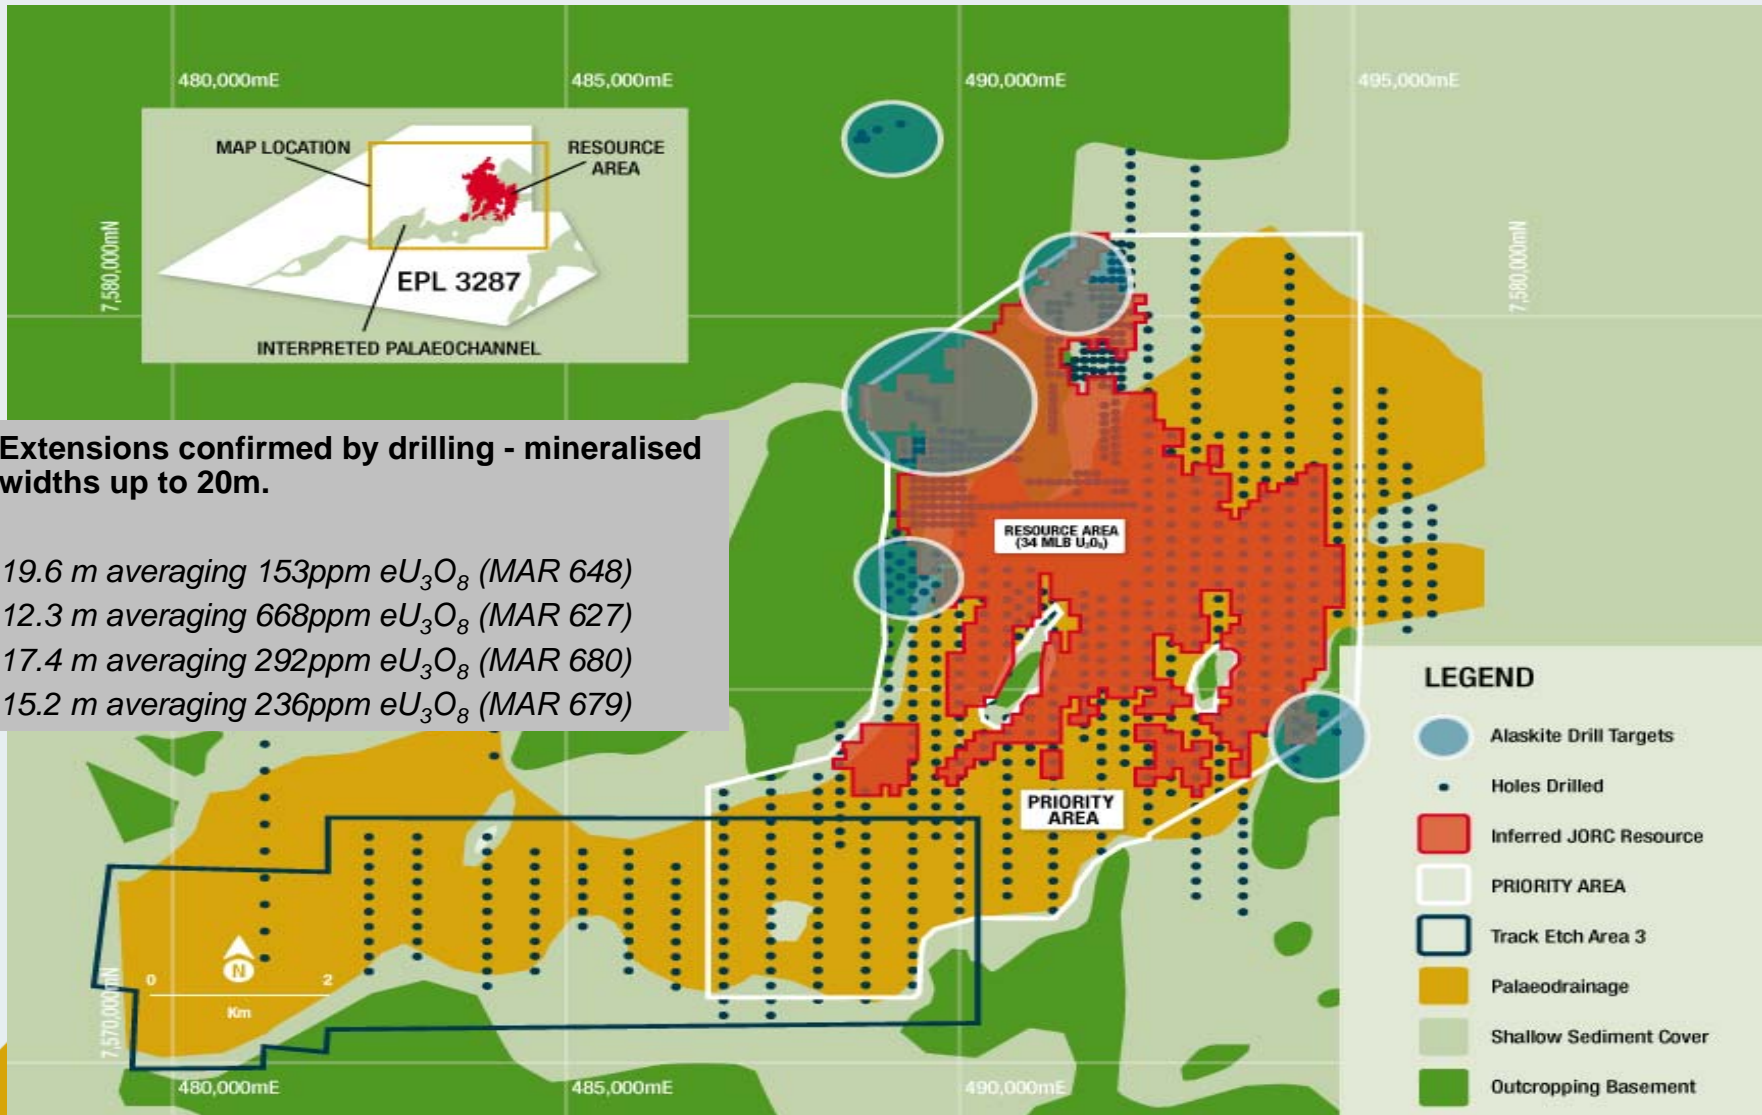 480,000mE
485,000mE
490,000mE
495,000mE
MAP LOCATION
RESOURCE
AREA
EPL 3287
INTERPRETED PALAEOCHANNEL
7,580,000mN
7,580,000mN
Extensions confirmed by drilling - mineralised
widths up to 20m.
19.6 m averaging 153ppm eU₃O₈ (MAR 648)
12.3 m averaging 668ppm eU₃O₈ (MAR 627)
17.4 m averaging 292ppm eU₃O₈ (MAR 680)
15.2 m averaging 236ppm eU₃O₈ (MAR 679)
RESOURCE AREA
(34 MLB U₃O₈)
PRIORITY
AREA
LEGEND
Alaskite Drill Targets
Holes Drilled
Inferred JORC Resource
PRIORITY AREA
Track Etch Area 3
Palaeodrainage
Shallow Sediment Cover
Outcropping Basement
N
0 2
Km
7,570,000mN
480,000mE
485,000mE
490,000mE